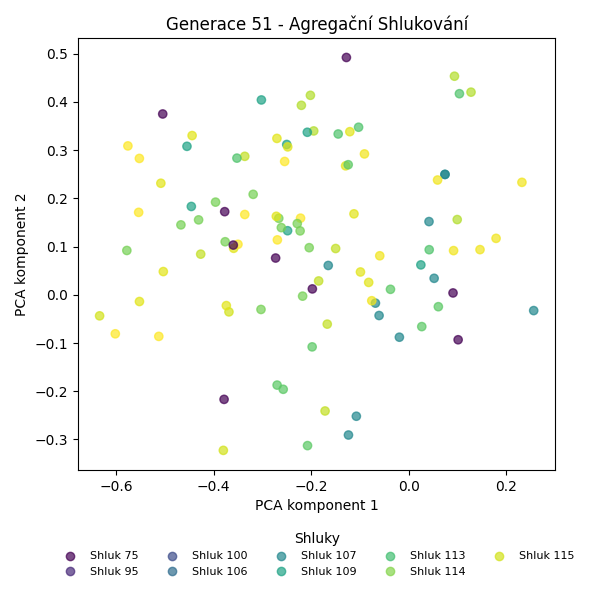 Generace 51 - Agregační Shlukování
PCA komponent 2
0.5
0.4
0.3
0.2
0.1
0.0
−0.1
−0.2
−0.3
−0.6 −0.4 −0.2 0.0 0.2
PCA komponent 1
Shluky
Shluk 75 Shluk 100 Shluk 107 Shluk 113 Shluk 115
Shluk 95 Shluk 106 Shluk 109 Shluk 114